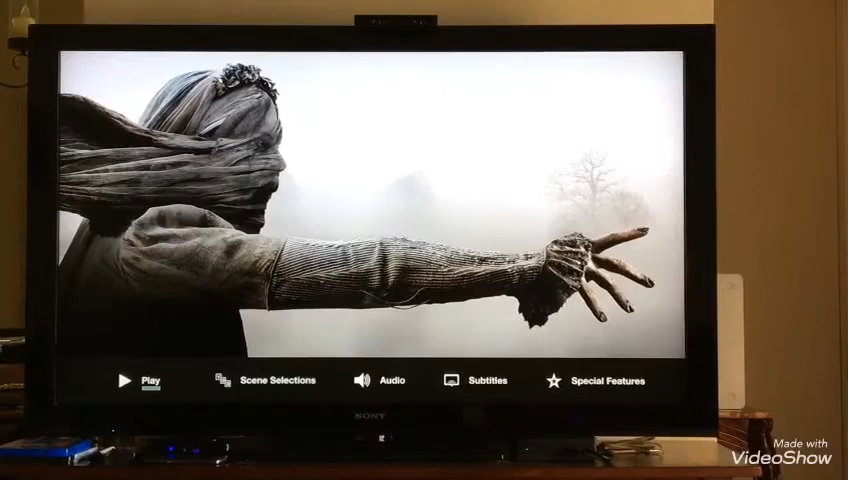 Play
Scene Selections
Audio
Subtitles
Special Features
SONY
Made with
VideoShow